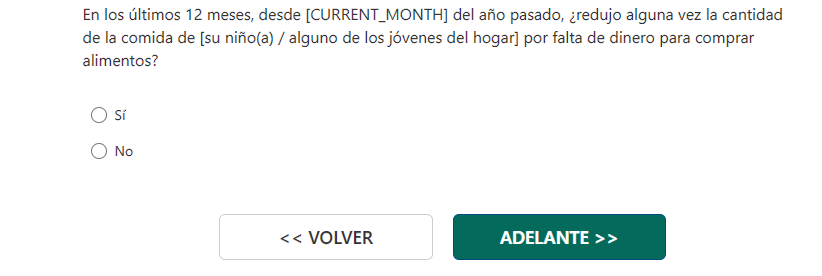 En los últimos 12 meses, desde [CURRENT_MONTH] del año pasado, ¿redujo alguna vez la cantidad
de la comida de [su niño(a) / alguno de los jóvenes del hogar] por falta de dinero para comprar
alimentos?
Sí
No
<< VOLVER
ADELANTE >>